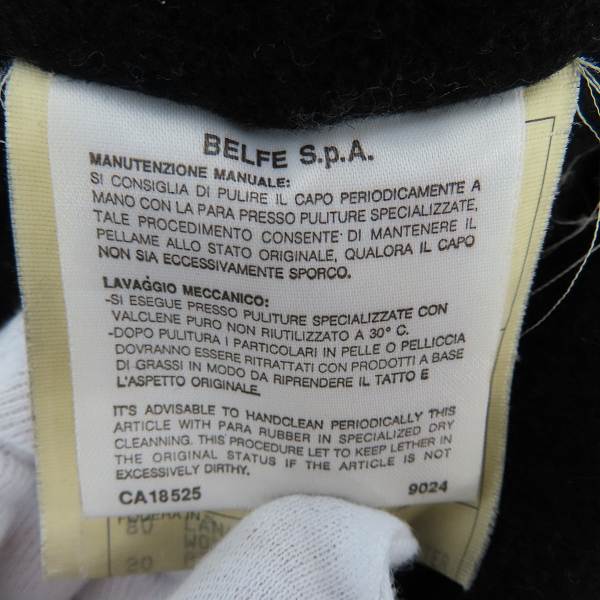 BELFE S.p.A.
MANUTENZIONE MANUALE:
SI CONSIGLIA DI PULIRE IL CAPO PERIODICAMENTE A
MANO CON LA PARA PRESSO PULITURE SPECIALIZZATE,
TALE PROCEDIMENTO CONSENTE DI MANTENERE IL
PELLAME ALLO STATO ORIGINALE, QUALORA IL CAPO
NON SIA ECCESSIVAMENTE SPORCO.
LAVAGGIO MECCANICO:
-SI ESEGUE PRESSO PULITURE SPECIALIZZATE CON
VALCLENE PURO NON RIUTILIZZATO A 30° C.
-DOPO PULITURA I PARTICOLARI IN PELLE O PELLICCIA
DOVRANNO ESSERE RITRATTATI CON PRODOTTI A BASE
DI GRASSI IN MODO DA RIPRENDERE IL TATTO E
L'ASPETTO ORIGINALE.
IT'S ADVISABLE TO HANDCLEAN PERIODICALLY THIS
ARTICLE WITH PARA RUBBER IN SPECIALIZED DRY
CLEANNING. THIS PROCEDURE LET TO KEEP LETHER IN
THE ORIGINAL STATUS IF THE ARTICLE IS NOT
EXCESSIVELY DIRTHY.
CA18525 9024
80 LAN
WO
20